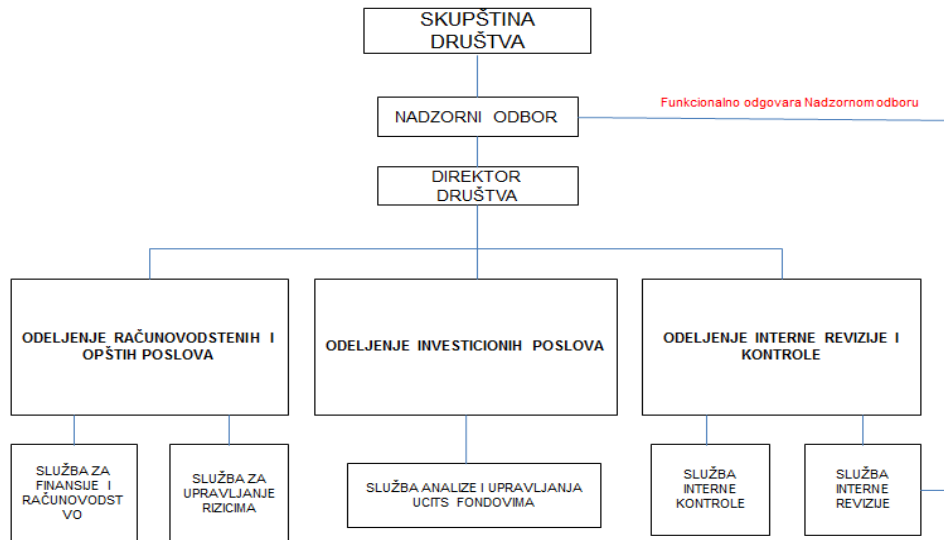 SKUPŠTINA
DRUŠTVA
Funkcionalno odgovara Nadzornom odboru
NADZORNI ODBOR
DIREKTOR
DRUŠTVA
ODELJENJE RAČUNOVODSTENIH I
OPŠTIH POSLOVA
ODELJENJE INVESTICIONIH POSLOVA
ODELJENJE INTERNE REVIZIJE I
KONTROLE
SLUŽBA ZA
FINANSIJE I
RAČUNOVODST
VO
SLUŽBA ZA
UPRAVLJANJE
RIZICIMA
SLUŽBA ANALIZE I UPRAVLJANJA
UCITS FONDOVIMA
SLUŽBA
INTERNE
KONTROLE
SLUŽBA
INTERNE
REVIZIJE